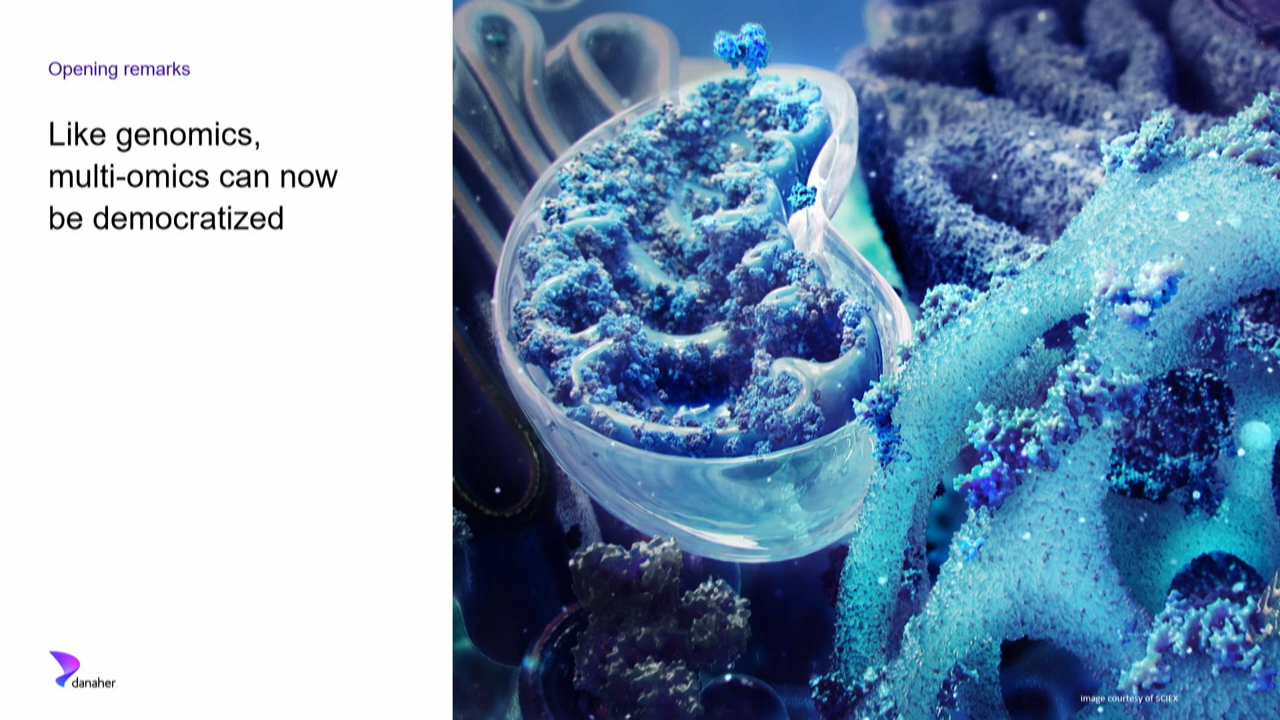 Opening remarks
Like genomics,
multi-omics can now
be democratized
danaher.
image courtesy of SCIEX